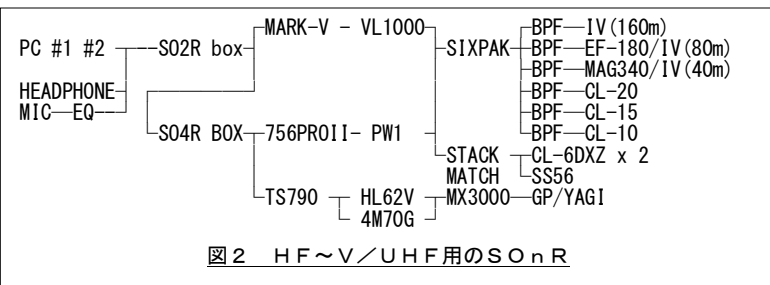 MARK-V - VL1000 BPF—IV(160m)
PC #1 #2 --SO2R box SIXPAK BPF—EF-180/IV(80m)
BPF—MAG340/IV(40m)
HEADPHONE BPF—CL-20
MIC—EQ-- BPF—CL-15
SO4R BOX 756PROII- PW1 BPF—CL-10
STACK CL-6DXZ x 2
MATCH SS56
TS790 HL62V MX3000—GP/YAGI
4M70G
図2 HF~V/UHF用のSOnR